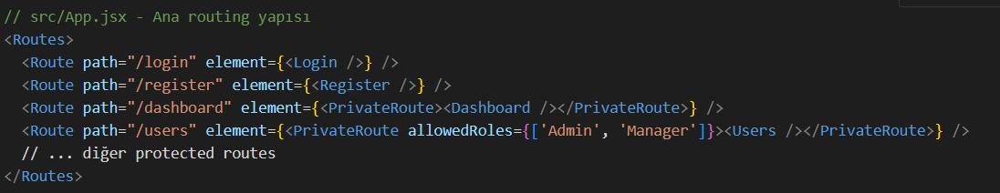 // src/App.jsx - Ana routing yapısı
<Routes>
  <Route path="/login" element={<Login />} />
  <Route path="/register" element={<Register />} />
  <Route path="/dashboard" element={<PrivateRoute><Dashboard /></PrivateRoute>} />
  <Route path="/users" element={<PrivateRoute allowedRoles={['Admin', 'Manager']}><Users /></PrivateRoute>} />
  // ... diğer protected routes
</Routes>